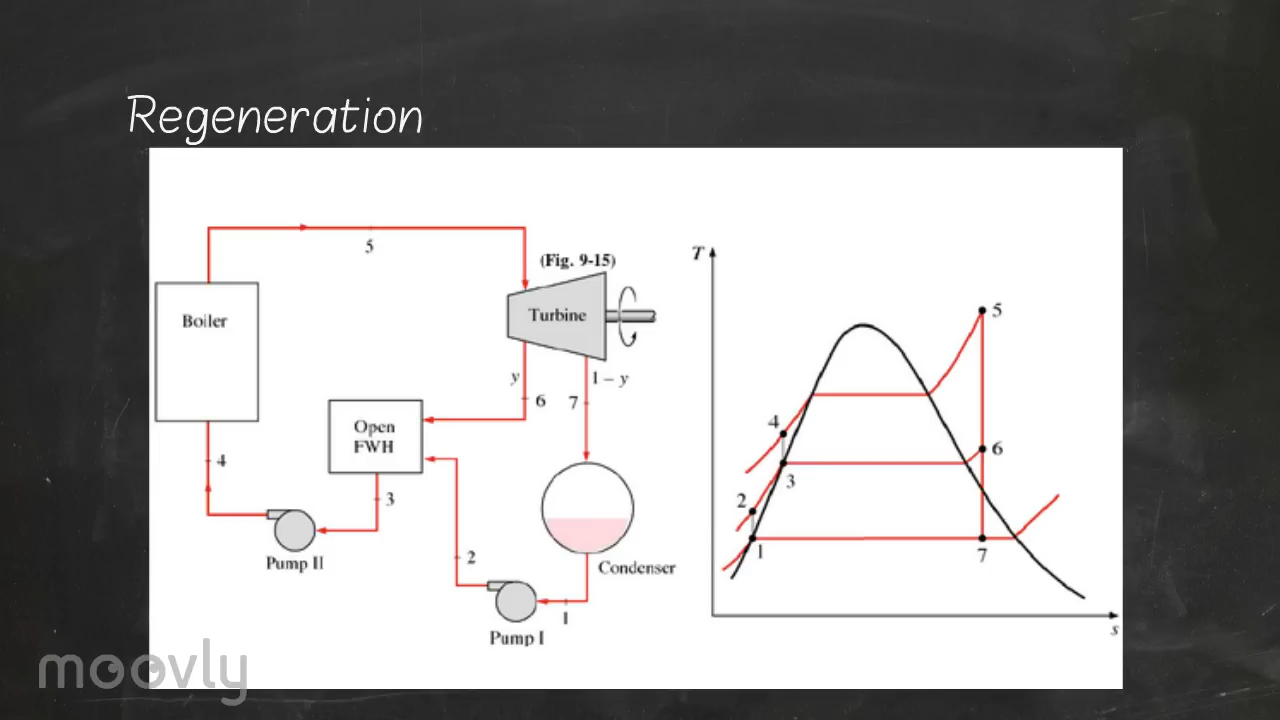 Regeneration
5
(Fig. 9-15)
Boiler
Turbine
y
1 – y
6
7
Open
FWH
4
3
2
Pump II
Condenser
1
Pump I
T
5
4
6
3
2
1
7
s
moovly